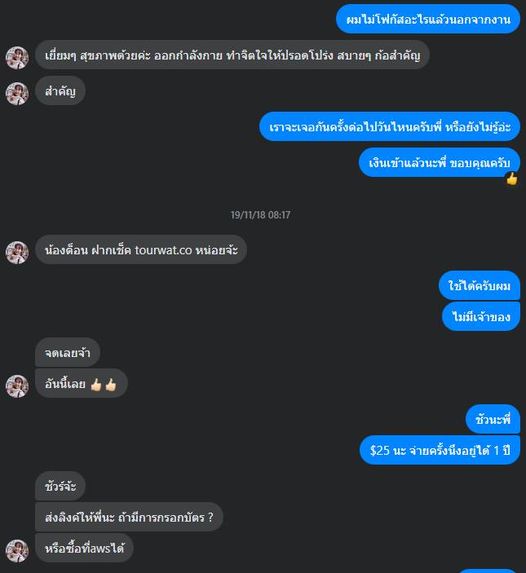 ผมไม่โฟกัสอะไรแล้วนอกจากงาน
เยี่ยมๆ สุขภาพด้วยค่ะ ออกกำลังกาย ทำจิตใจให้ปรอดโปร่ง สบายๆ ก้อสำคัญ
สำคัญ
เราจะเจอกันครั้งต่อไปวันไหนครับพี่ หรือยังไม่รู้อ่ะ
เงินเข้าแล้วนะพี่ ขอบคุณครับ
19/11/18 08:17
น้องต็อน ฝากเช็ค tourwat.co หน่อยจ้ะ
ใช้ได้ครับผม
ไม่มีเจ้าของ
จดเลยจ้า
อันนี้เลย 👍🏻👍🏻
ชัวนะพี่
$25 นะ จ่ายครั้งนึงอยู่ได้ 1 ปี
ชัวร์จ้ะ
ส่งลิงค์ให้พี่นะ ถ้ามีการกรอกบัตร ?
หรือซื้อที่awsได้